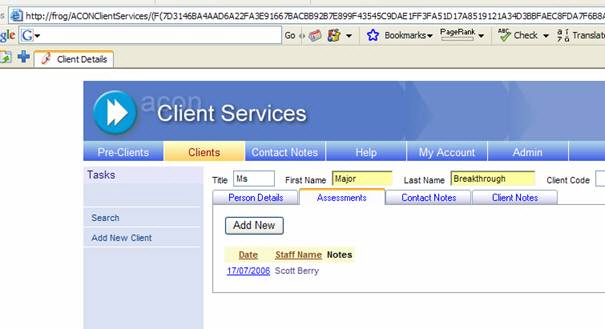 http://frog/ACONClientServices/(F(7D3146BA4AAD6A22FA3E91667BACBB92B7E899F43545C9DAE1FF3FA51D17A8519121A34D3BBFAEC8FDA7F6B8A
gle G Go Bookmarks PageRank Check Translate
Client Details
acon
Client Services
Pre-Clients Clients Contact Notes Help My Account Admin
Tasks
Title Ms First Name Major Last Name Breakthrough Client Code
Person Details Assessments Contact Notes Client Notes
Search
Add New
Add New Client
Date Staff Name Notes
17/07/2006 Scott Berry